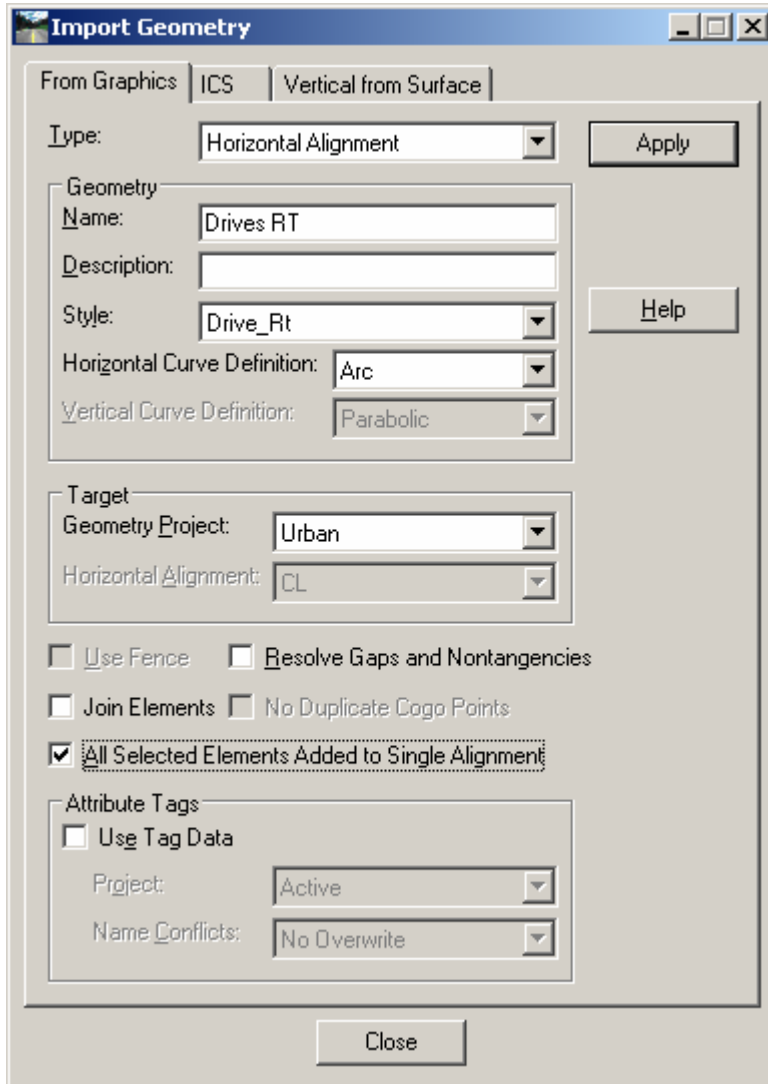 Import Geometry
From Graphics ICS Vertical from Surface
Type: Horizontal Alignment Apply
Geometry
Name: Drives RT
Description:
Style: Drive_Rt Help
Horizontal Curve Definition: Arc
Vertical Curve Definition: Parabolic
Target
Geometry Project: Urban
Horizontal Alignment: CL
Use Fence Resolve Gaps and Nontangencies
Join Elements No Duplicate Cogo Points
All Selected Elements Added to Single Alignment
Attribute Tags
Use Tag Data
Project: Active
Name Conflicts: No Overwrite
Close